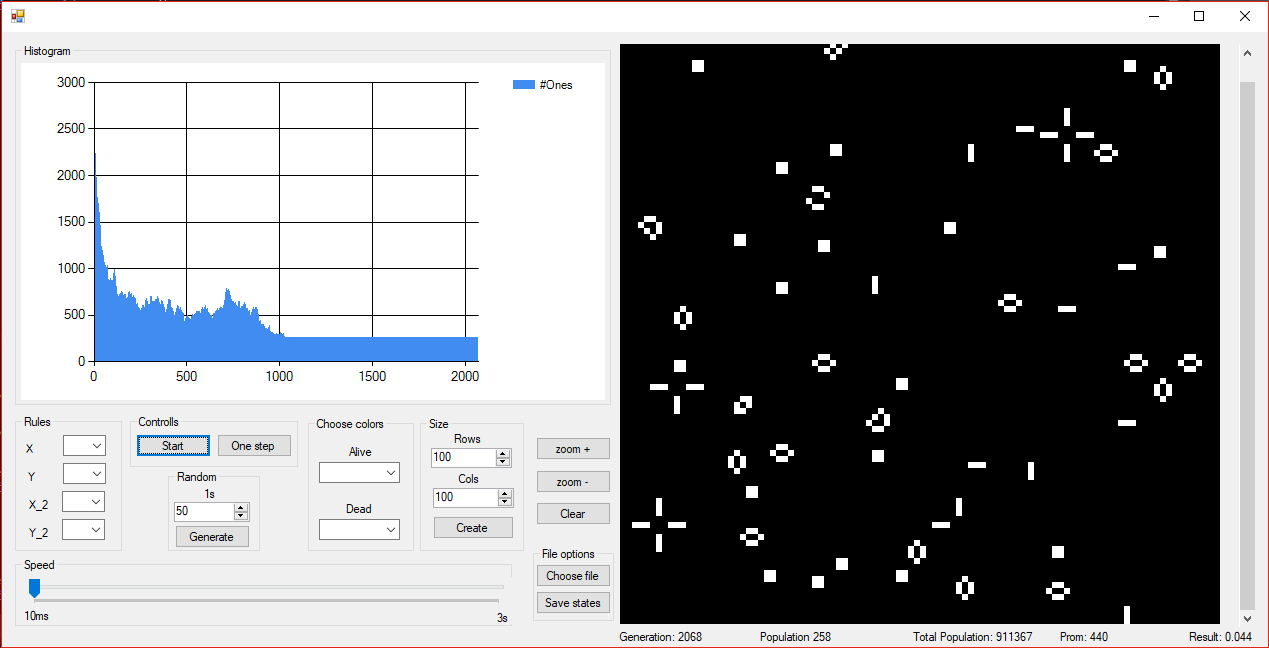 Histogram
3000
2500
2000
1500
1000
500
0
0 500 1000 1500 2000
#Ones
Rules
X
Y
X_2
Y_2
Controlls
Start One step
Random
1s
50
Generate
Choose colors
Alive
Dead
Size
Rows
100
Cols
100
Create
zoom +
zoom -
Clear
File options
Choose file
Save states
Speed
10ms 3s
Generation: 2068 Population 258 Total Population: 911367 Prom: 440 Result: 0.044